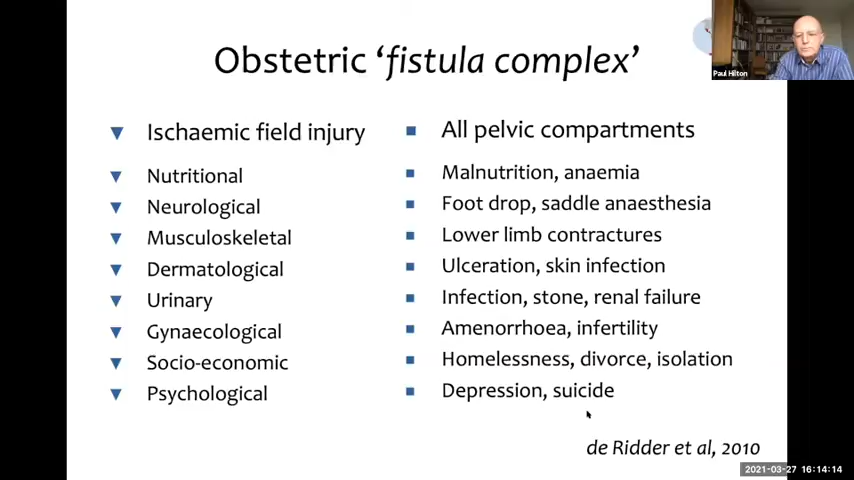 Obstetric ‘fistula complex’
Paul Hilton
Ischaemic field injury
All pelvic compartments
Nutritional
Malnutrition, anaemia
Neurological
Foot drop, saddle anaesthesia
Musculoskeletal
Lower limb contractures
Dermatological
Ulceration, skin infection
Urinary
Infection, stone, renal failure
Gynaecological
Amenorrhoea, infertility
Socio-economic
Homelessness, divorce, isolation
Psychological
Depression, suicide
de Ridder et al, 2010
2021-03-27 16:14:14